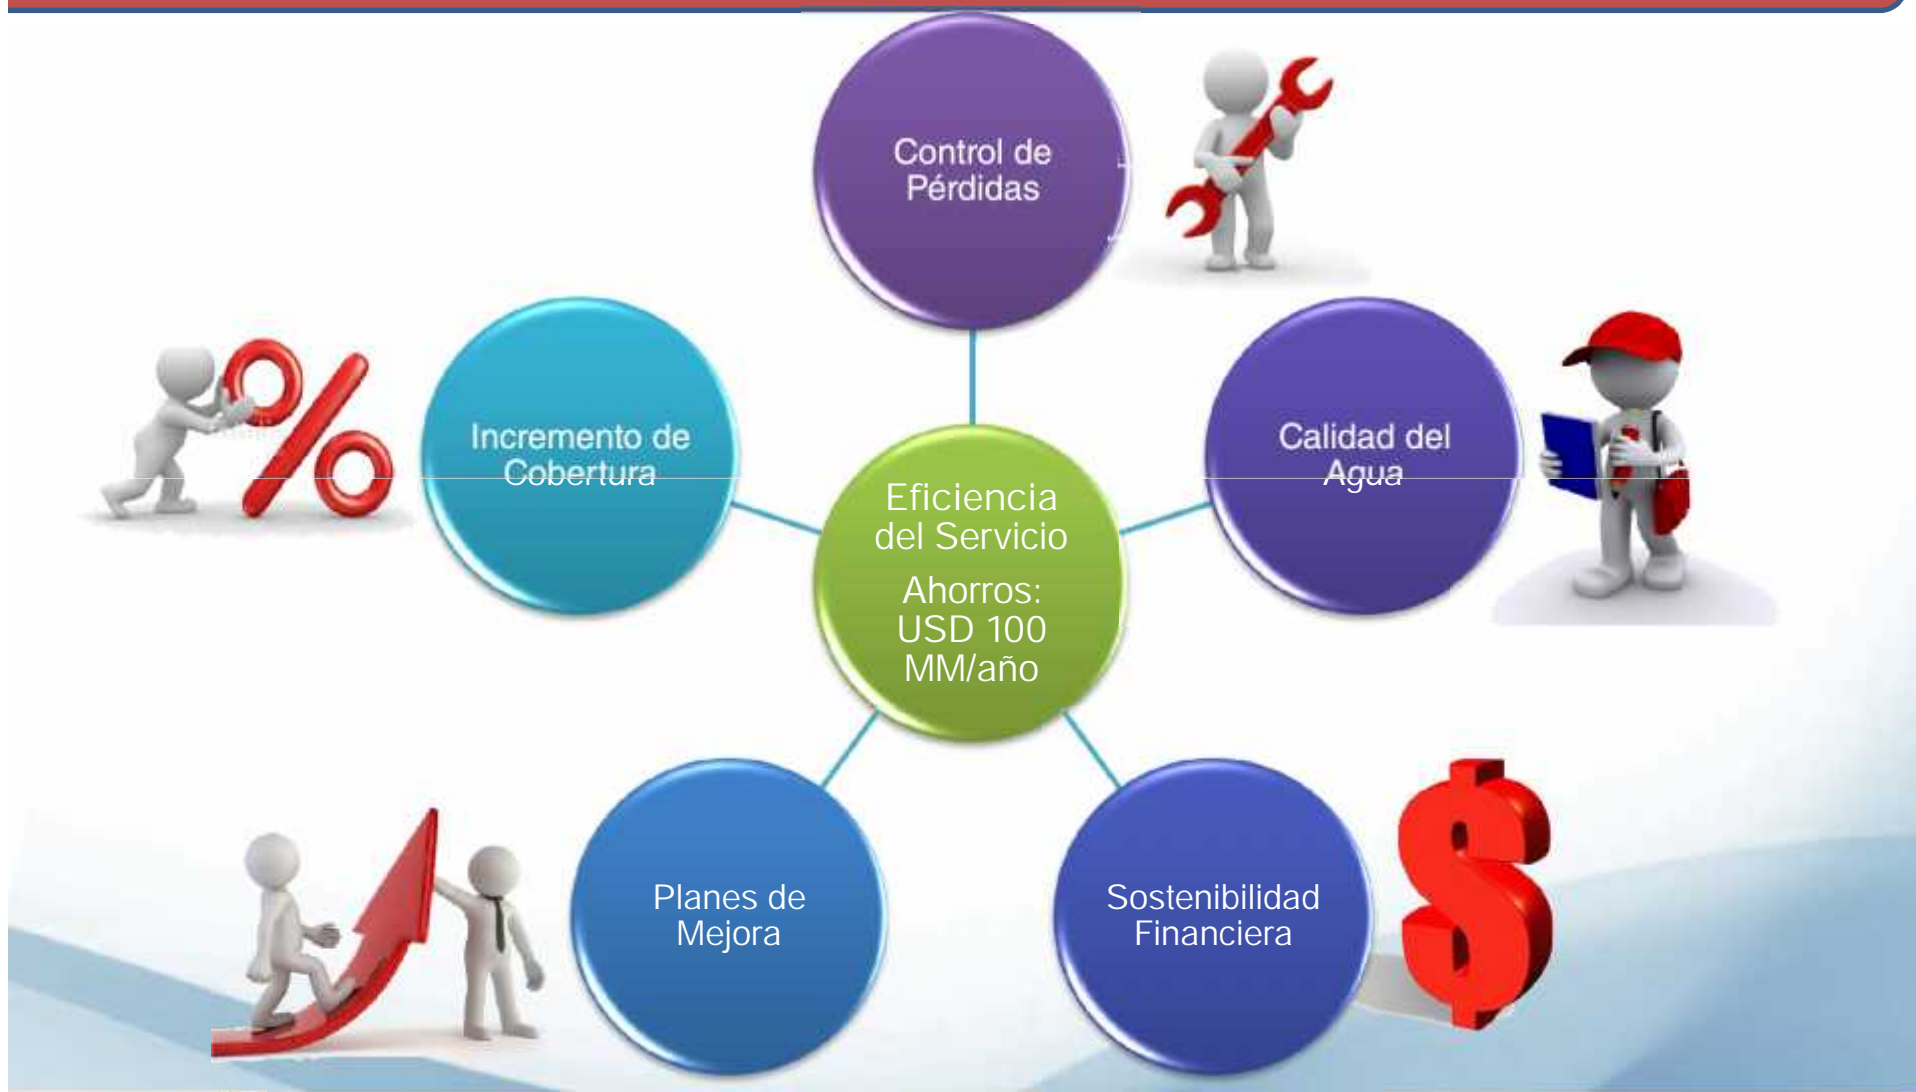 Control de
Pérdidas
Incremento de
Cobertura
Calidad del
Agua
Eficiencia
del Servicio
Ahorros:
USD 100
MM/año
Planes de
Mejora
Sostenibilidad
Financiera